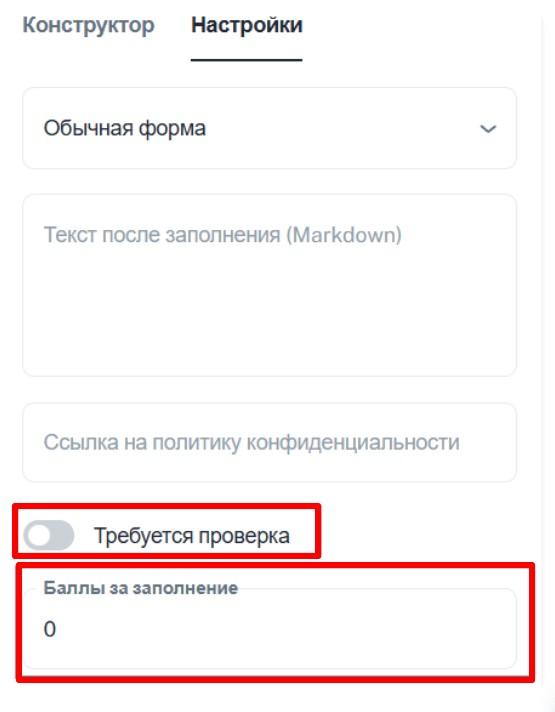 Конструктор Настройки
Обычная форма
Текст после заполнения (Markdown)
Ссылка на политику конфиденциальности
Требуется проверка
Баллы за заполнение
0